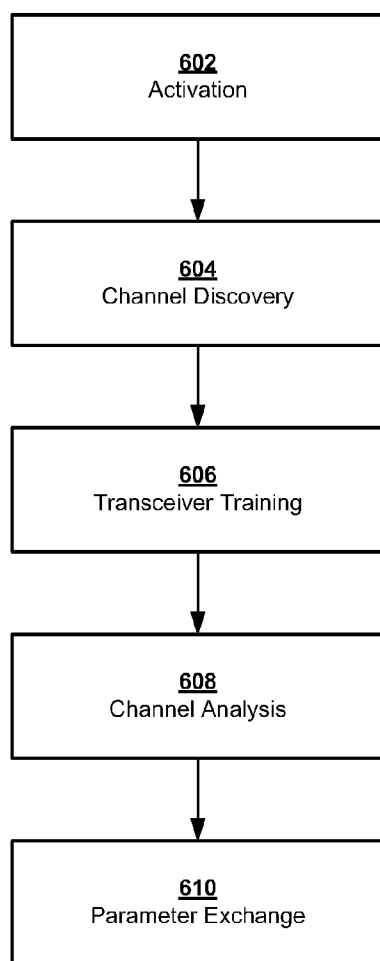 602
Activation
604
Channel Discovery
606
Transceiver Training
608
Channel Analysis
610
Parameter Exchange